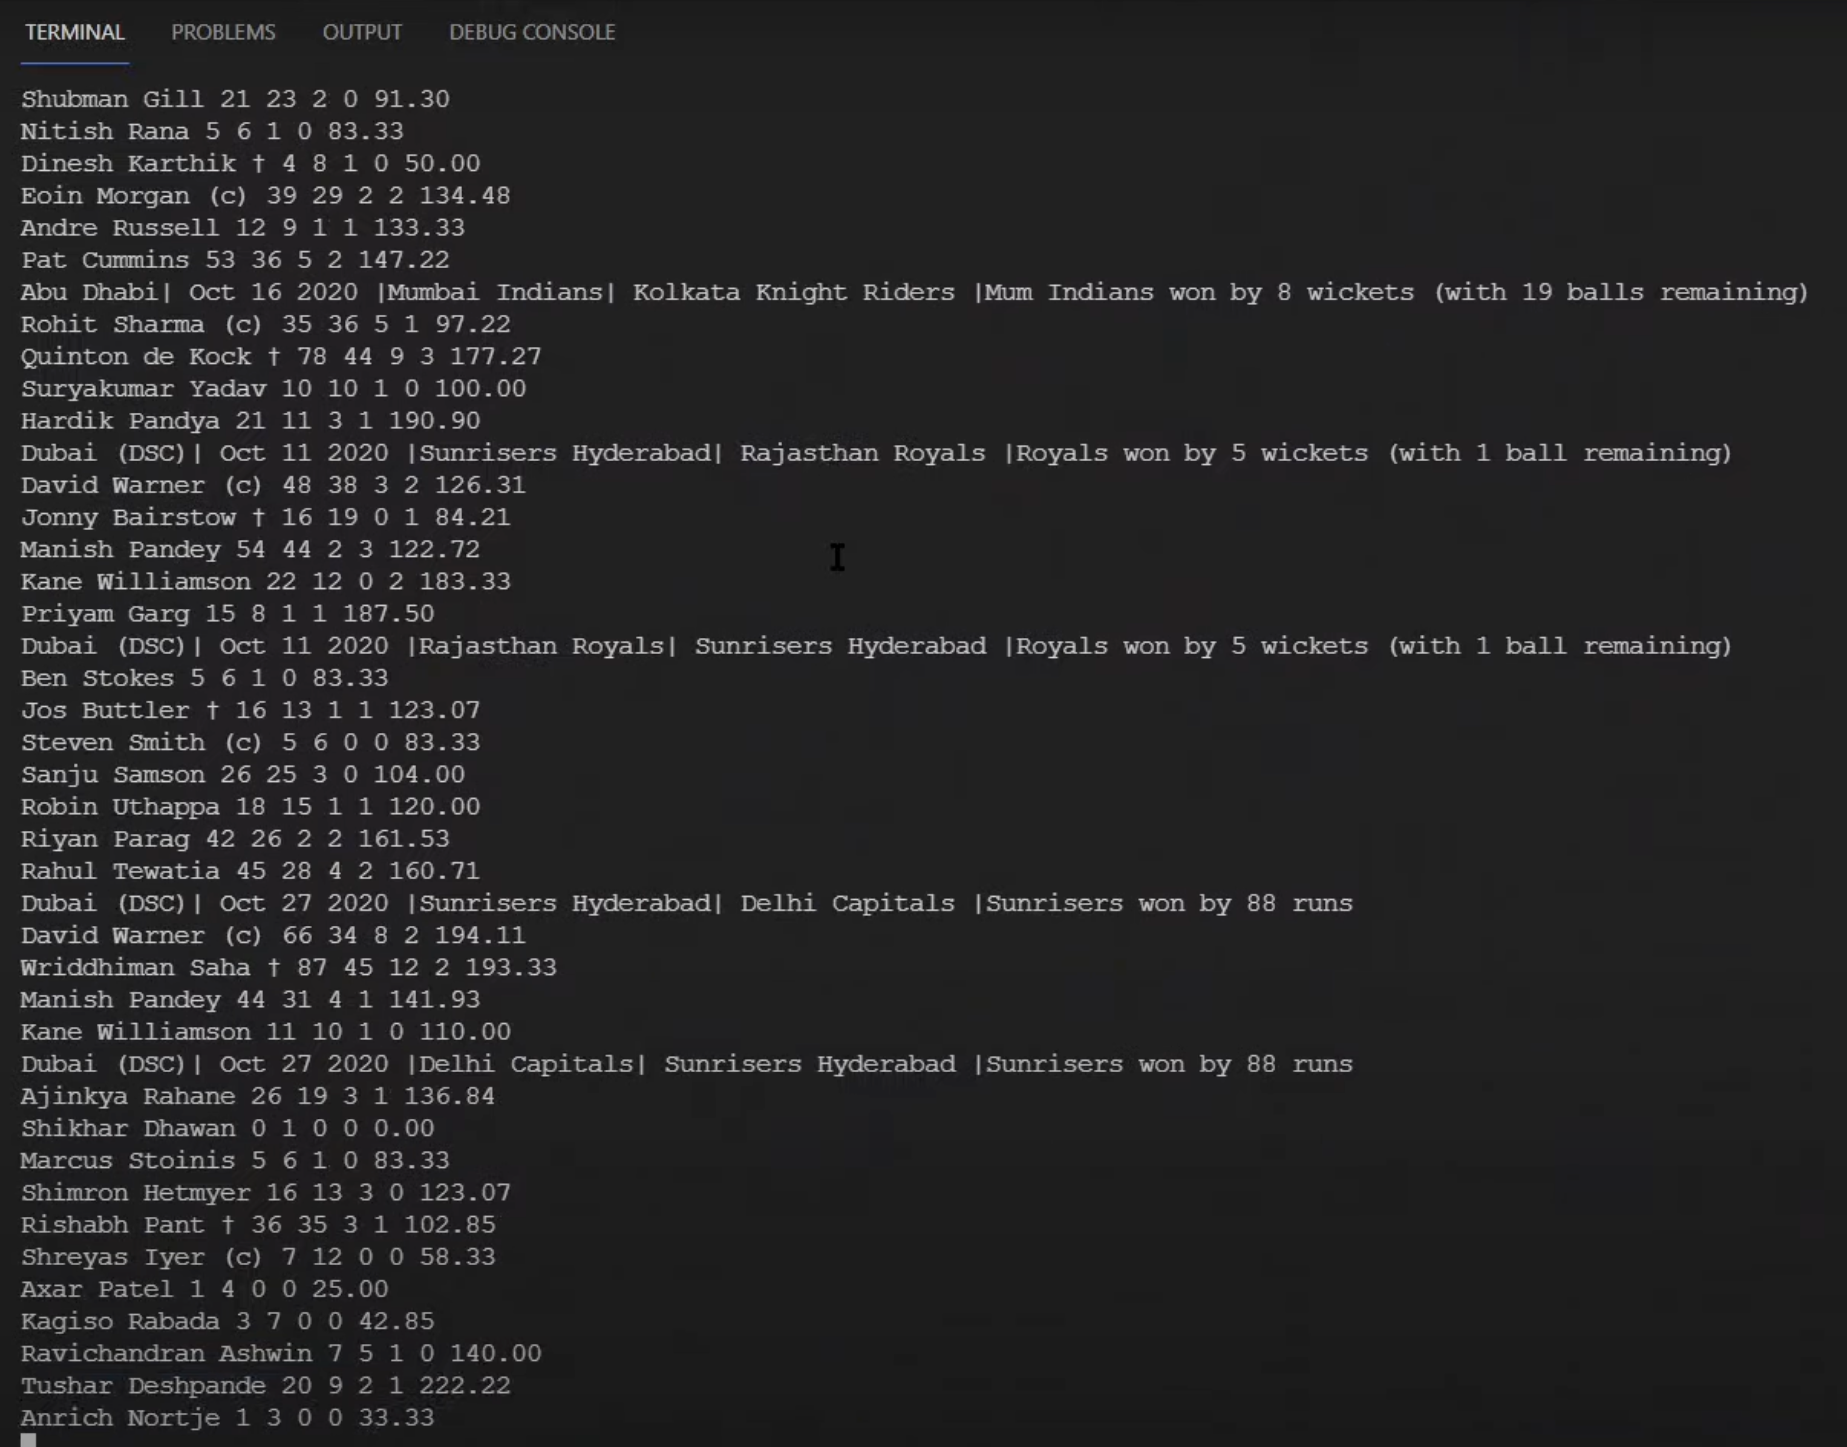 TERMINAL PROBLEMS OUTPUT DEBUG CONSOLE
Shubman Gill 21 23 2 0 91.30
Nitish Rana 5 6 1 0 83.33
Dinesh Karthik † 4 8 1 0 50.00
Eoin Morgan (c) 39 29 2 2 134.48
Andre Russell 12 9 1 1 133.33
Pat Cummins 53 36 5 2 147.22
Abu Dhabi| Oct 16 2020 |Mumbai Indians| Kolkata Knight Riders |Mum Indians won by 8 wickets (with 19 balls remaining)
Rohit Sharma (c) 35 36 5 1 97.22
Quinton de Kock † 78 44 9 3 177.27
Suryakumar Yadav 10 10 1 0 100.00
Hardik Pandya 21 11 3 1 190.90
Dubai (DSC)| Oct 11 2020 |Sunrisers Hyderabad| Rajasthan Royals |Royals won by 5 wickets (with 1 ball remaining)
David Warner (c) 48 38 3 2 126.31
Jonny Bairstow † 16 19 0 1 84.21
Manish Pandey 54 44 2 3 122.72
Kane Williamson 22 12 0 2 183.33
Priyam Garg 15 8 1 1 187.50
Dubai (DSC)| Oct 11 2020 |Rajasthan Royals| Sunrisers Hyderabad |Royals won by 5 wickets (with 1 ball remaining)
Ben Stokes 5 6 1 0 83.33
Jos Buttler † 16 13 1 1 123.07
Steven Smith (c) 5 6 0 0 83.33
Sanju Samson 26 25 3 0 104.00
Robin Uthappa 18 15 1 1 120.00
Riyan Parag 42 26 2 2 161.53
Rahul Tewatia 45 28 4 2 160.71
Dubai (DSC)| Oct 27 2020 |Sunrisers Hyderabad| Delhi Capitals |Sunrisers won by 88 runs
David Warner (c) 66 34 8 2 194.11
Wriddhiman Saha † 87 45 12 2 193.33
Manish Pandey 44 31 4 1 141.93
Kane Williamson 11 10 1 0 110.00
Dubai (DSC)| Oct 27 2020 |Delhi Capitals| Sunrisers Hyderabad |Sunrisers won by 88 runs
Ajinkya Rahane 26 19 3 1 136.84
Shikhar Dhawan 0 1 0 0 0.00
Marcus Stoinis 5 6 1 0 83.33
Shimron Hetmyer 16 13 3 0 123.07
Rishabh Pant † 36 35 3 1 102.85
Shreyas Iyer (c) 7 12 0 0 58.33
Axar Patel 1 4 0 0 25.00
Kagiso Rabada 3 7 0 0 42.85
Ravichandran Ashwin 7 5 1 0 140.00
Tushar Deshpande 20 9 2 1 222.22
Anrich Nortje 1 3 0 0 33.33